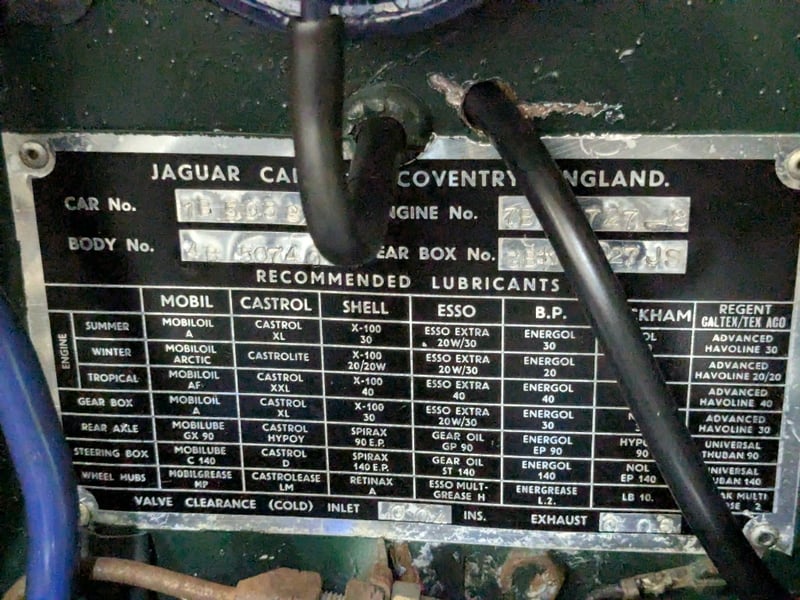 JAGUAR COVENTRY ENGLAND.
CAR No. ENGINE No.
BODY No. GEAR BOX No.
RECOMMENDED LUBRICANTS
MOBIL CASTROL SHELL ESSO B.P. REGENT CALTEX/TEX ACO
ENGINE
SUMMER MOBILOIL A CASTROL XL X-100 30 ESSO EXTRA 20W/30 ENERGOL 30 ADVANCED HAVOLINE 30
WINTER MOBILOIL ARCTIC CASTROLITE X-100 20/20W ESSO EXTRA 20W/30 ENERGOL 20 ADVANCED HAVOLINE 20/20
TROPICAL MOBILOIL AF CASTROL XXL X-100 40 ESSO EXTRA 40 ENERGOL 40 ADVANCED HAVOLINE 40
GEAR BOX MOBILOIL A CASTROL XL X-100 30 ESSO EXTRA 20W/30 ENERGOL 30 ADVANCED HAVOLINE 30
REAR AXLE MOBILUBE GX 90 CASTROL HYPOY SPIRAX 90 E.P. GEAR OIL GP 90 ENERGOL EP 90 HYPO 90 UNIVERSAL THUBAN 90
STEERING BOX MOBILUBE C 140 CASTROL D SPIRAX 140 E.P. GEAR OIL ST 140 ENERGOL 140 NOL EP 140 UNIVERSAL 140
WHEEL HUBS MOBILGREASE MP CASTROLEASE LM RETINAX A ESSO MULT-GREASE H ENERGREASE L.2. LB 10. MULTI 2
VALVE CLEARANCE (COLD) INLET INS. EXHAUST